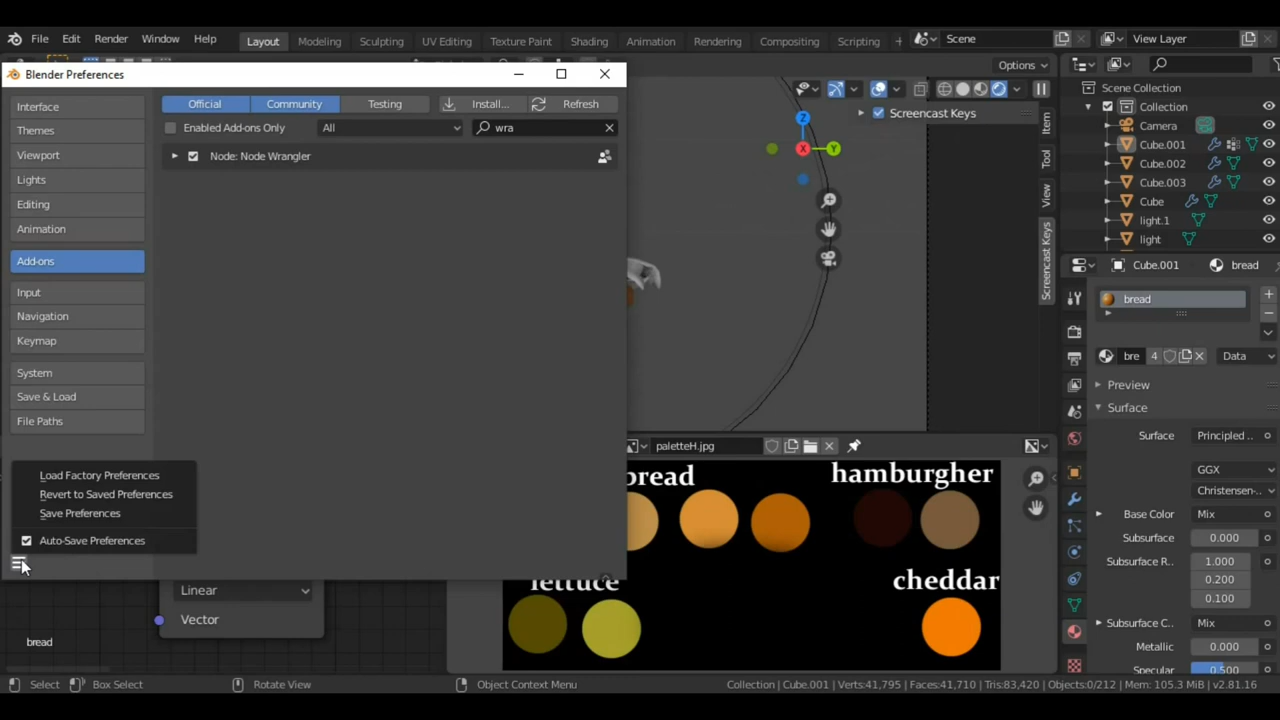 File Edit Render Window Help Layout Modeling Sculpting UV Editing Texture Paint Shading Animation Rendering Compositing Scripting + Scene View Layer
Blender Preferences
Options
Interface
Themes
Viewport
Lights
Editing
Animation
Add-ons
Input
Navigation
Keymap
System
Save & Load
File Paths
Official Community Testing Install... Refresh
Enabled Add-ons Only All wra
Node: Node Wrangler
Load Factory Preferences
Revert to Saved Preferences
Save Preferences
Auto-Save Preferences
Screencast Keys
Z
X Y
Item
Tool
View
Screencast Keys
Scene Collection
Collection
Camera
Cube.001
Cube.002
Cube.003
Cube
light.1
light
Cube.001 bread
bread
bre 4 Data
Preview
Surface
Surface Principled ..
GGX
Christensen-..
Base Color Mix
Subsurface 0.000
Subsurface R.. 1.000
0.200
0.100
Subsurface C.. Mix
Metallic 0.000
Specular 0.500
paletteH.jpg
bread hamburgher
lettuce cheddar
Linear
Vector
bread
Select Box Select Rotate View Object Context Menu Collection | Cube.001 | Verts:41,795 | Faces:41,710 | Tris:83,420 | Objects:0/212 | Mem: 105.3 MiB | v2.81.16